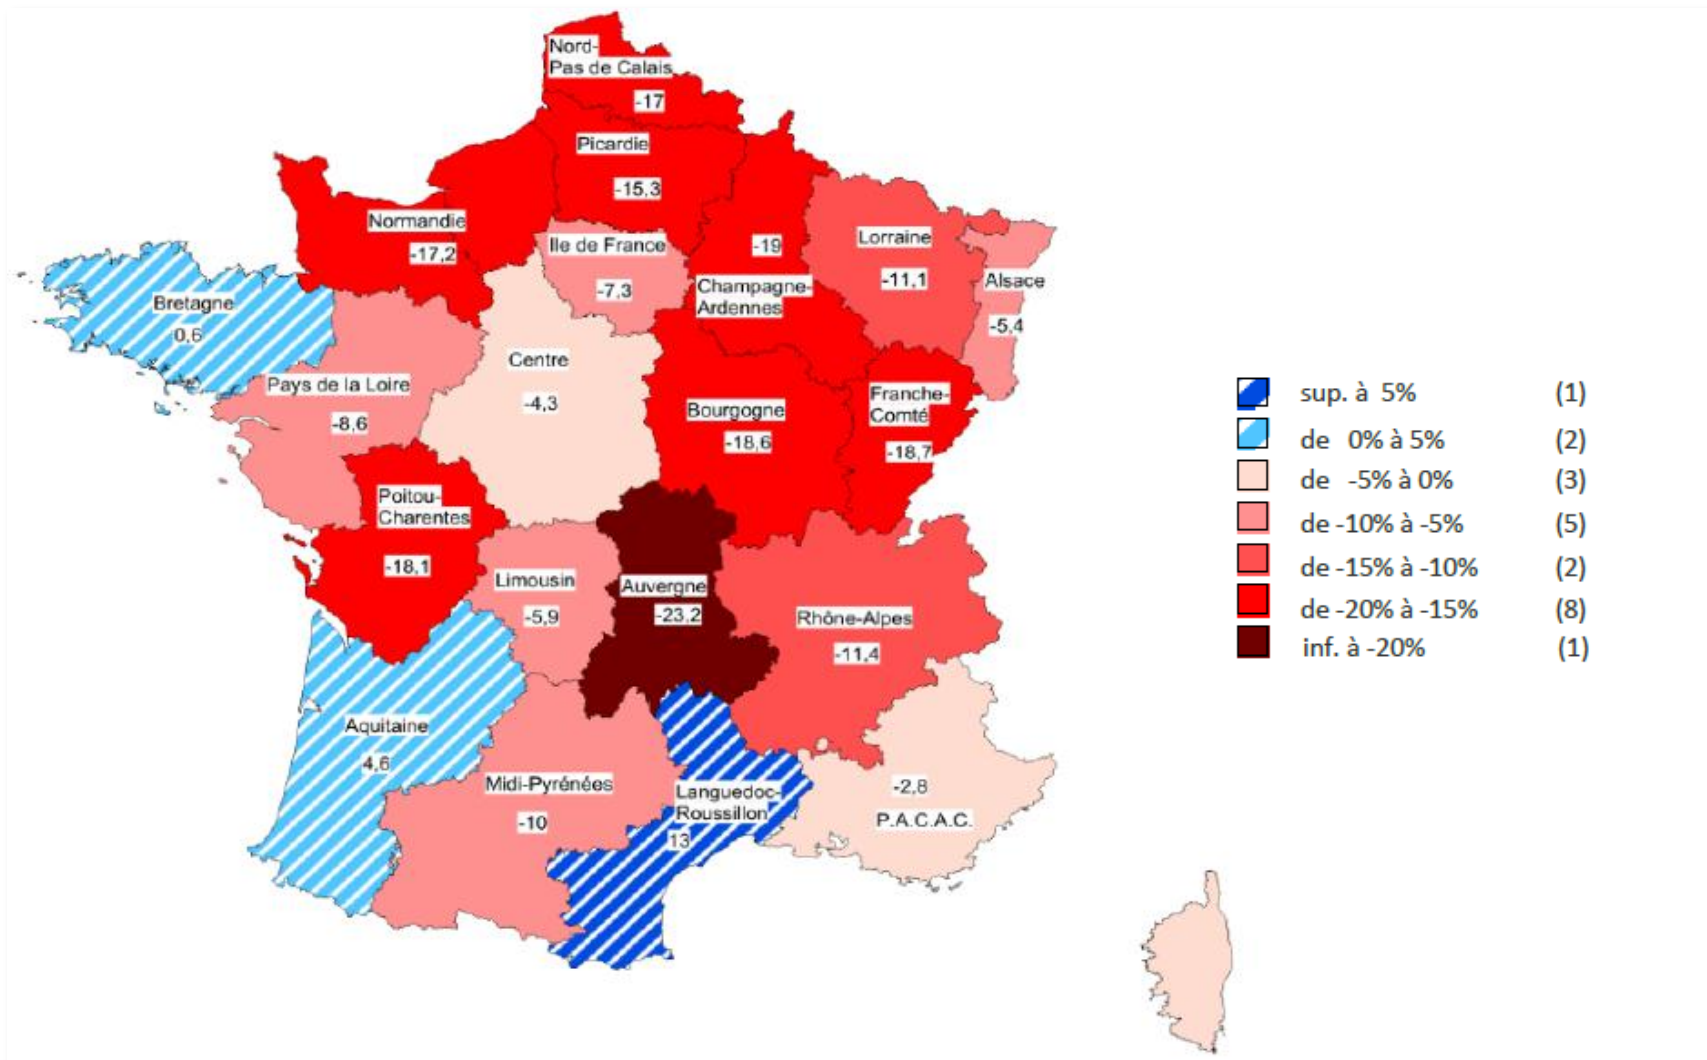 Nord-
Pas de Calais
-17
Picardie
-15,3
Normandie
-17,2
Ile de France
-7,3
-19
Champagne-
Ardennes
Lorraine
-11,1
Alsace
-5,4
Bretagne
0,6
Pays de la Loire
-8,6
Centre
-4,3
Bourgogne
-18,6
Franche-
Comté
-18,7
Poitou-
Charentes
-18,1
Limousin
-5,9
Auvergne
-23,2
Rhône-Alpes
-11,4
Aquitaine
4,6
Midi-Pyrénées
-10
Languedoc-
Roussillon
13
-2,8
P.A.C.A.C.
sup. à 5% (1)
de 0% à 5% (2)
de -5% à 0% (3)
de -10% à -5% (5)
de -15% à -10% (2)
de -20% à -15% (8)
inf. à -20% (1)